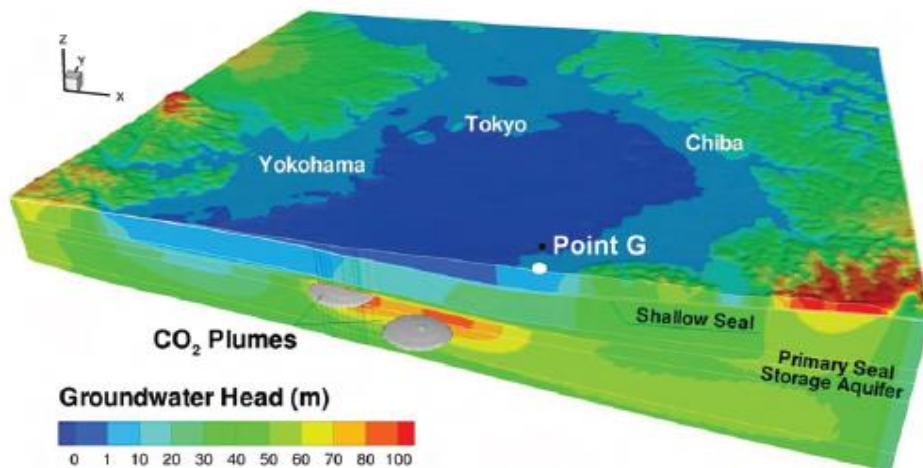 Z
Y
X
Tokyo
Yokohama
Chiba
Point G
Shallow Seal
CO₂ Plumes
Primary Seal
Storage Aquifer
Groundwater Head (m)
0 1 10 20 30 40 50 60 70 80 100